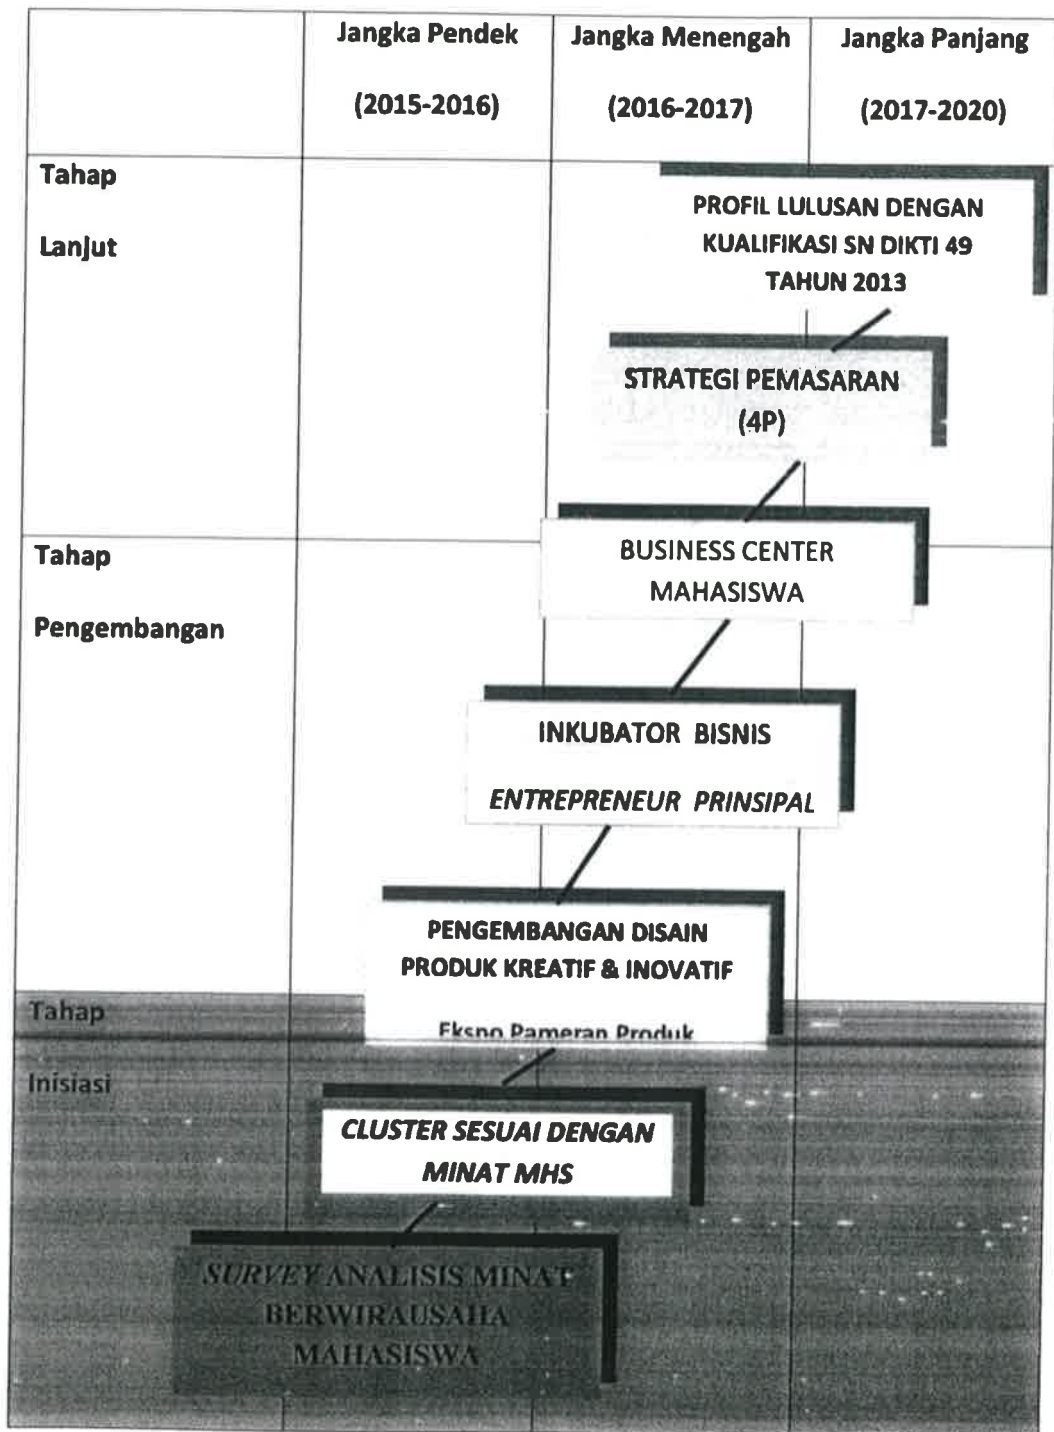 Jangka Pendek
(2015-2016)
Jangka Menengah
(2016-2017)
Jangka Panjang
(2017-2020)
Tahap
Lanjut
PROFIL LULUSAN DENGAN
KUALIFIKASI SN DIKTI 49
TAHUN 2013
STRATEGI PEMASARAN
(4P)
BUSINESS CENTER
MAHASISWA
Tahap
Pengembangan
INKUBATOR BISNIS
ENTREPRENEUR PRINSIPAL
PENGEMBANGAN DISAIN
PRODUK KREATIF & INOVATIF
Ekspo Pameran Produk
Tahap
Inisiasi
CLUSTER SESUAI DENGAN
MINAT MHS
SURVEY ANALISIS MINAT
BERWIRAUSAHA
MAHASISWA